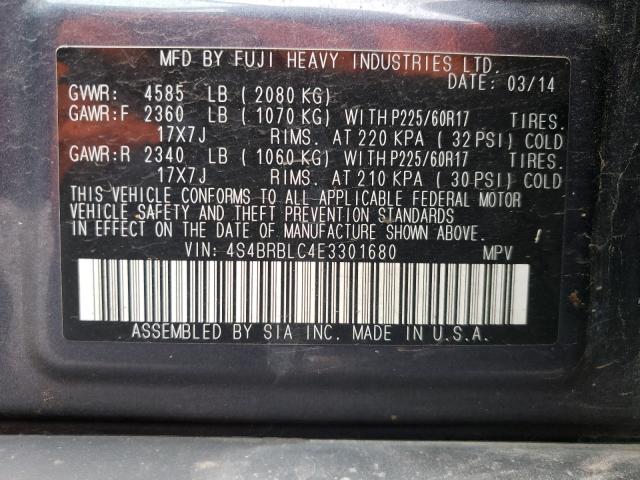 MFD BY FUJI HEAVY INDUSTRIES LTD.
DATE: 03/14
GVWR: 4585 LB ( 2080 KG)
GAWR:F 2360 LB ( 1070 KG) WITH P225/60R17 TIRES.
17X7J RIMS. AT 220 KPA ( 32 PSI) COLD
GAWR:R 2340 LB ( 1060 KG) WITH P225/60R17 TIRES.
17X7J RIMS. AT 210 KPA ( 30 PSI) COLD
THIS VEHICLE CONFORMS TO ALL APPLICABLE FEDERAL MOTOR
VEHICLE SAFETY AND THEFT PREVENTION STANDARDS
IN EFFECT ON THE DATE OF MANUFACTURE SHOWN ABOVE.
VIN: 4S4BRBLC4E3301680 MPV
ASSEMBLED BY SIA INC. MADE IN U.S.A.